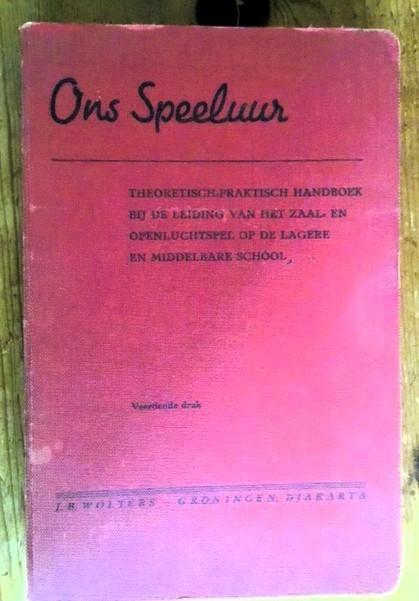 Ons Speeluur
THEORETISCH-PRAKTISCH HANDBOEK
BIJ DE LEIDING VAN HET ZAAL- EN
OPENLUCHTSPEL OP DE LAGERE
EN MIDDELBARE SCHOOL,
Veertiende druk
J.B. WOLTERS – GRONINGEN, DJAKARTA